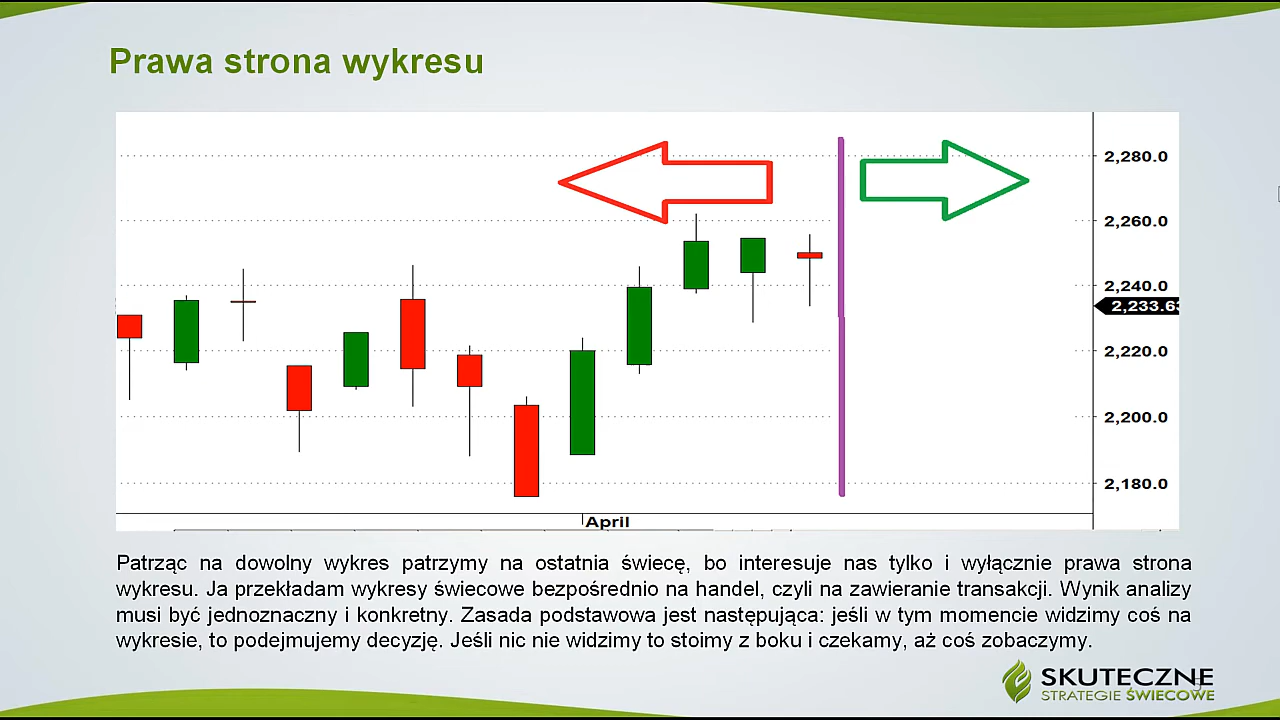 Prawa strona wykresu
2,280.0
2,260.0
2,240.0
2,233.63
2,220.0
2,200.0
2,180.0
April
Patrząc na dowolny wykres patrzymy na ostatnia świecę, bo interesuje nas tylko i wyłącznie prawa strona
wykresu. Ja przekładam wykresy świecowe bezpośrednio na handel, czyli na zawieranie transakcji. Wynik analizy
musi być jednoznaczny i konkretny. Zasada podstawowa jest następująca: jeśli w tym momencie widzimy coś na
wykresie, to podejmujemy decyzję. Jeśli nic nie widzimy to stoimy z boku i czekamy, aż coś zobaczymy.
SKUTECZNE
STRATEGIE ŚWIECOWE